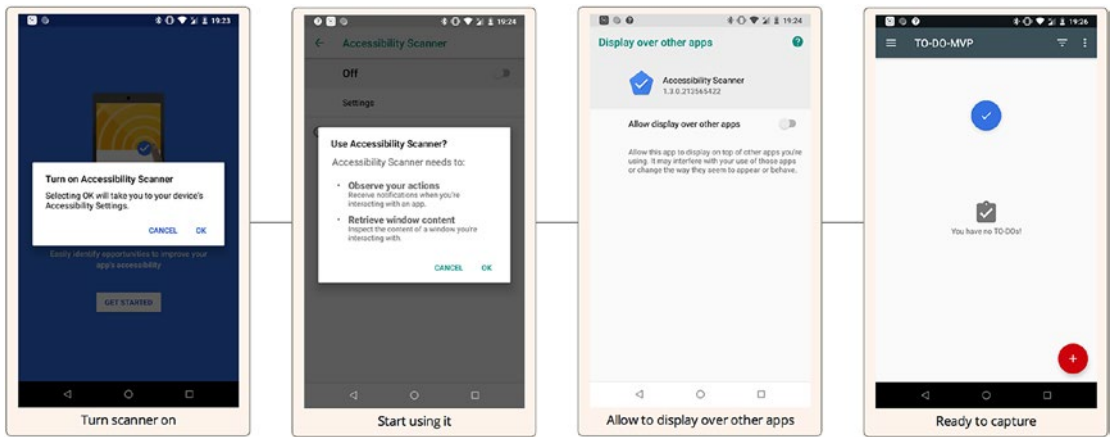 19:23
Turn on Accessibility Scanner
Selecting OK will take you to your device's
Accessibility Settings.
CANCEL OK
Easily identify opportunities to improve your
app's accessibility
GET STARTED
Turn scanner on
19:24
Accessibility Scanner
Off
Settings
Use Accessibility Scanner?
Accessibility Scanner needs to:
• Observe your actions
Receive notifications when you're
interacting with an app.
• Retrieve window content
Inspect the content of a window you're
interacting with.
CANCEL OK
Start using it
19:24
Display over other apps
Accessibility Scanner
1.3.0.213565422
Allow display over other apps
Allow this app to display on top of other apps you're
using. It may interfere with your use of those apps
or change the way they seem to appear or behave.
Allow to display over other apps
19:26
TO-DO-MVP
You have no TO-DOs!
Ready to capture